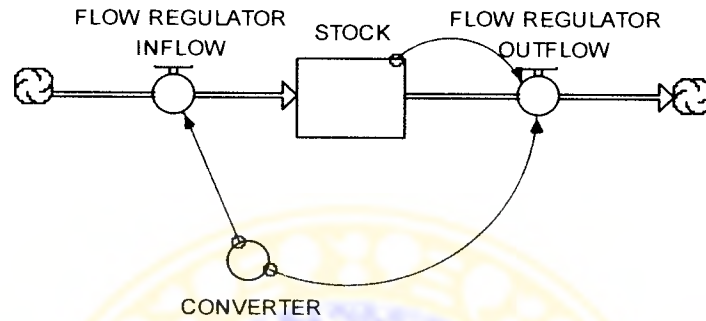 FLOW REGULATOR
INFLOW
STOCK
FLOW REGULATOR
OUTFLOW
CONVERTER